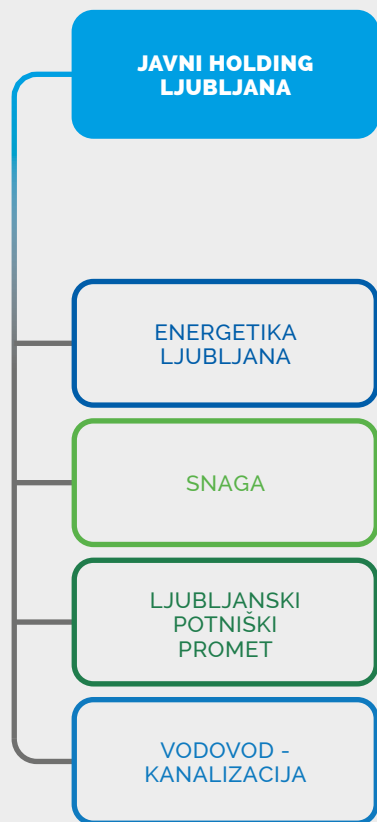 JAVNI HOLDING
LJUBLJANA
ENERGETIKA
LJUBLJANA
SNAGA
LJUBLJANSKI
POTNIŠKI
PROMET
VODOVOD -
KANALIZACIJA